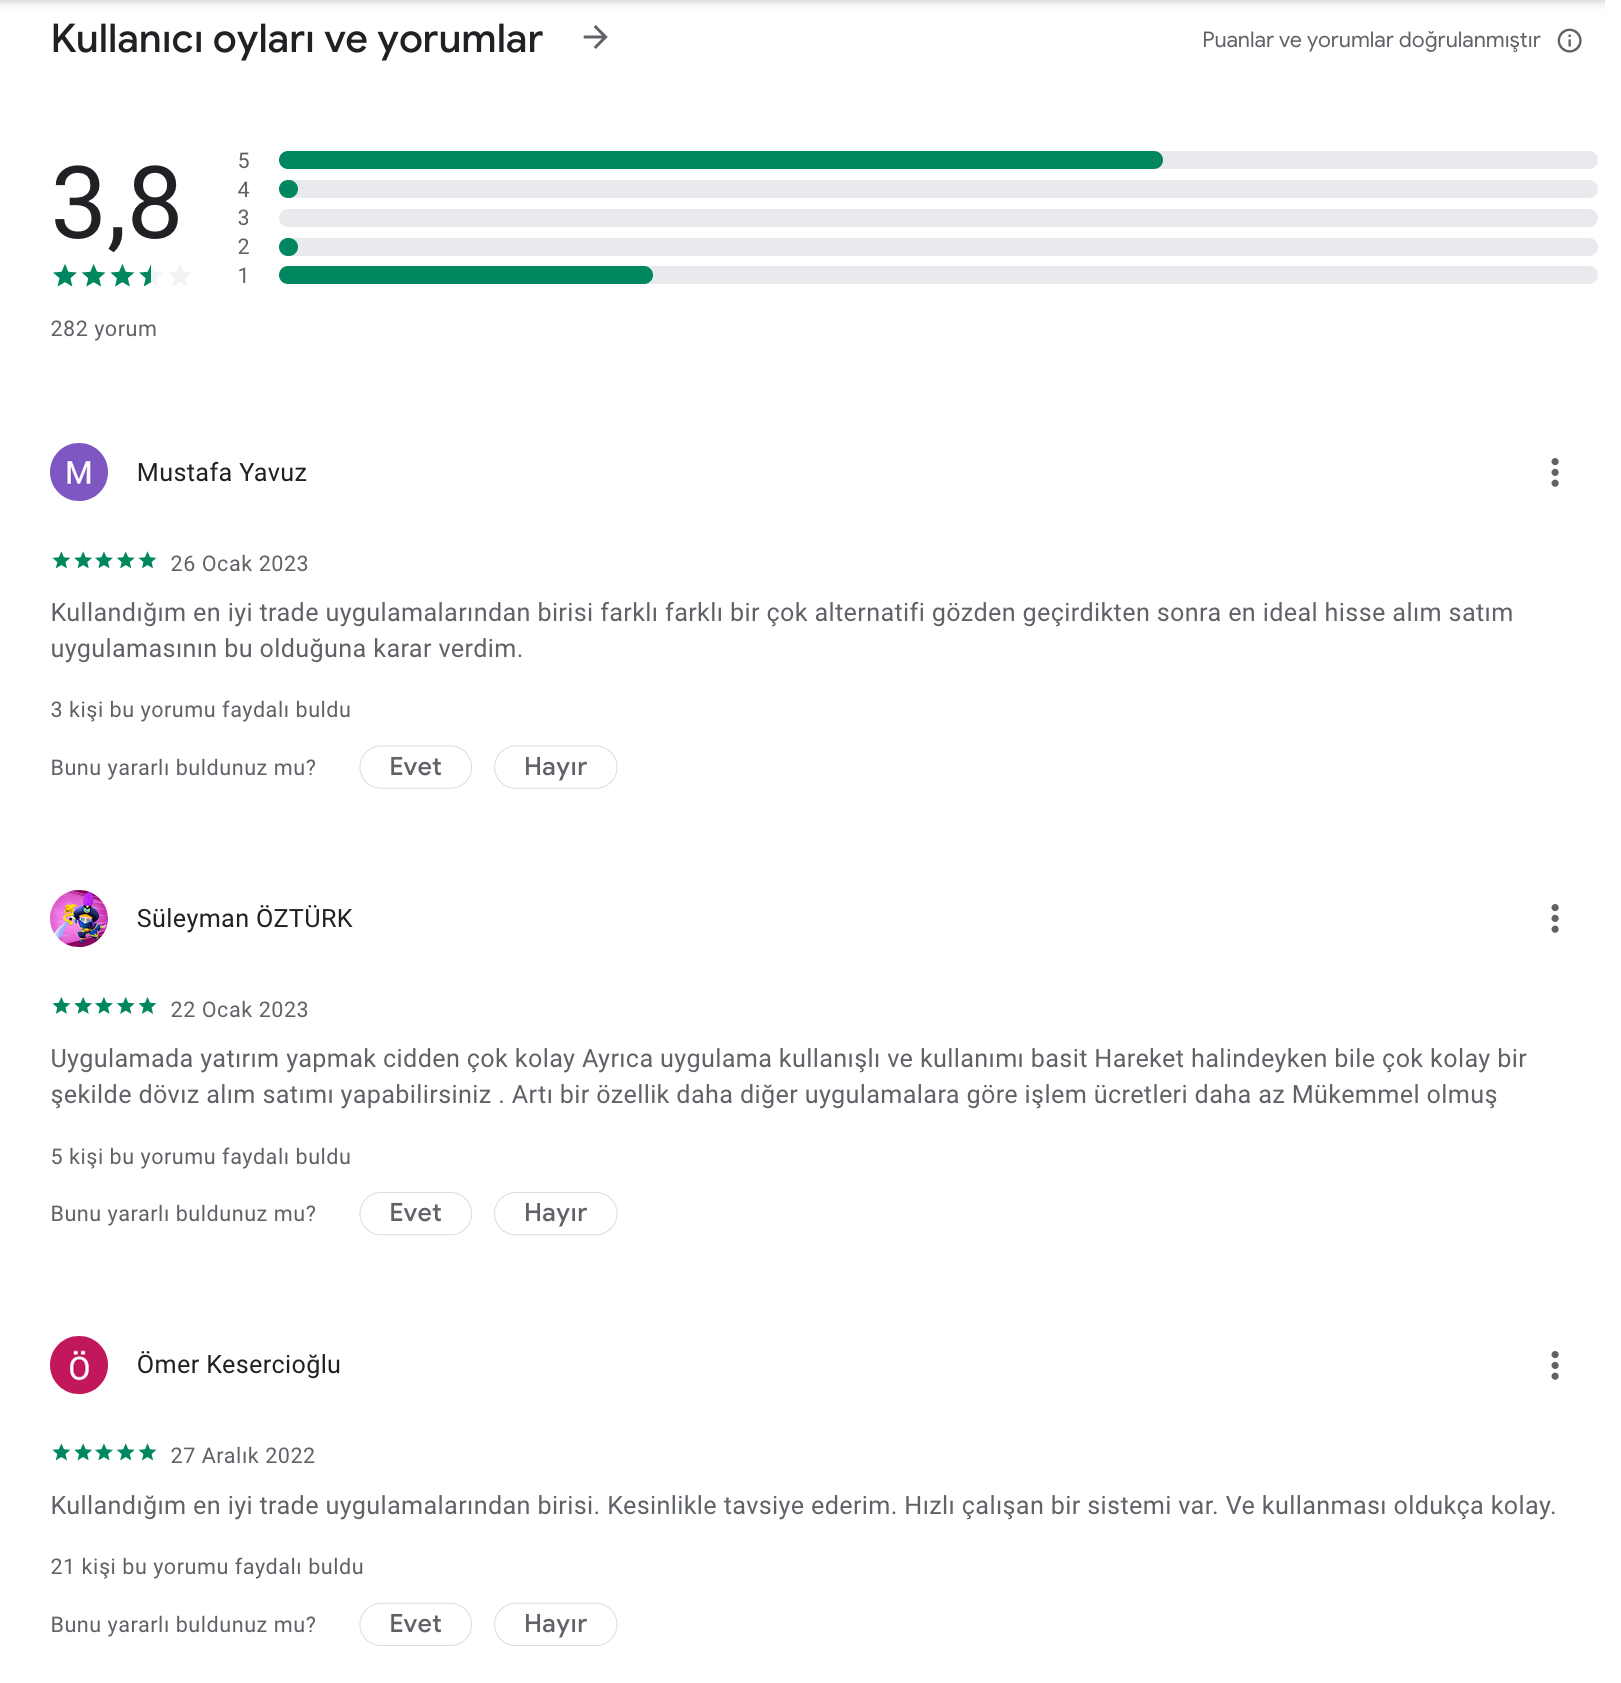 Kullanıcı oyları ve yorumlar
Puanlar ve yorumlar doğrulanmıştır
3,8
5
4
3
2
1
282 yorum
M
Mustafa Yavuz
26 Ocak 2023
Kullandığım en iyi trade uygulamalarından birisi farklı farklı bir çok alternatifi gözden geçirdikten sonra en ideal hisse alım satım
uygulamasının bu olduğuna karar verdim.
3 kişi bu yorumu faydalı buldu
Bunu yararlı buldunuz mu? Evet Hayır
Süleyman ÖZTÜRK
22 Ocak 2023
Uygulamada yatırım yapmak cidden çok kolay Ayrıca uygulama kullanışlı ve kullanımı basit Hareket halindeyken bile çok kolay bir
şekilde dövız alım satımı yapabilirsiniz . Artı bir özellik daha diğer uygulamalara göre işlem ücretleri daha az Mükemmel olmuş
5 kişi bu yorumu faydalı buldu
Bunu yararlı buldunuz mu? Evet Hayır
Ö
Ömer Kesercioğlu
27 Aralık 2022
Kullandığım en iyi trade uygulamalarından birisi. Kesinlikle tavsiye ederim. Hızlı çalışan bir sistemi var. Ve kullanması oldukça kolay.
21 kişi bu yorumu faydalı buldu
Bunu yararlı buldunuz mu? Evet Hayır